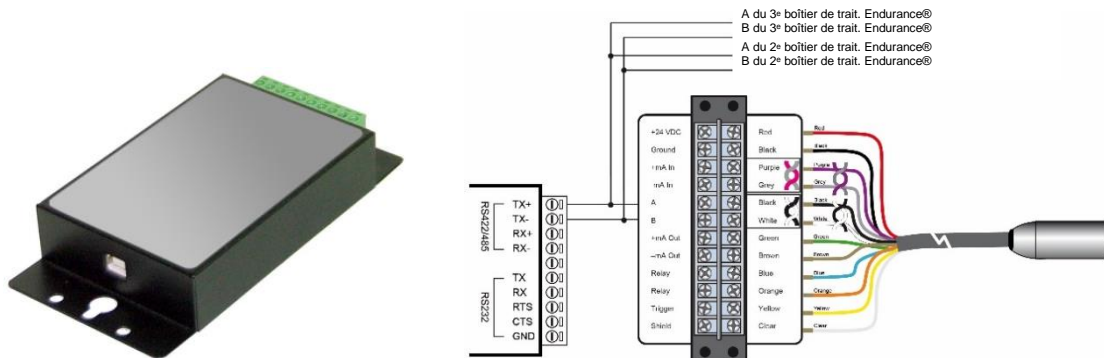 A du 3e boîtier de trait. Endurance®
B du 3e boîtier de trait. Endurance®
A du 2e boîtier de trait. Endurance®
B du 2e boîtier de trait. Endurance®
+24 VDC
Ground
+mA In
-mA In
A
B
+mA Out
-mA Out
Relay
Relay
Trigger
Shield
Red
Black
Purple
Grey
Black
White
Green
Brown
Blue
Orange
Yellow
Clear
Red
Black
Purple
Grey
Black
White
Green
Brown
Blue
Orange
Yellow
Clear
RS422/485
TX+
TX-
RX+
RX-
RS232
TX
RX
RTS
CTS
GND